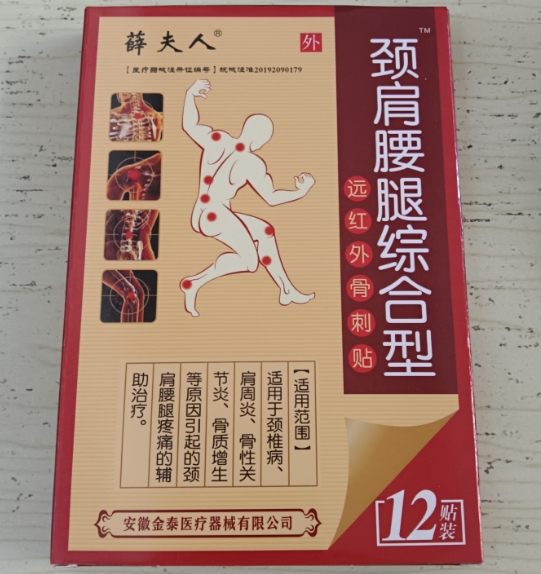 薛夫人®
外
【医疗器械注册证编号】皖械注准20192090179
颈肩腰腿综合型™
远红外骨刺贴
【适用范围】
适用于颈椎病、
肩周炎、骨性关
节炎、骨质增生
等原因引起的颈
肩腰腿疼痛的辅
助治疗。
12贴装
安徽金泰医疗器械有限公司